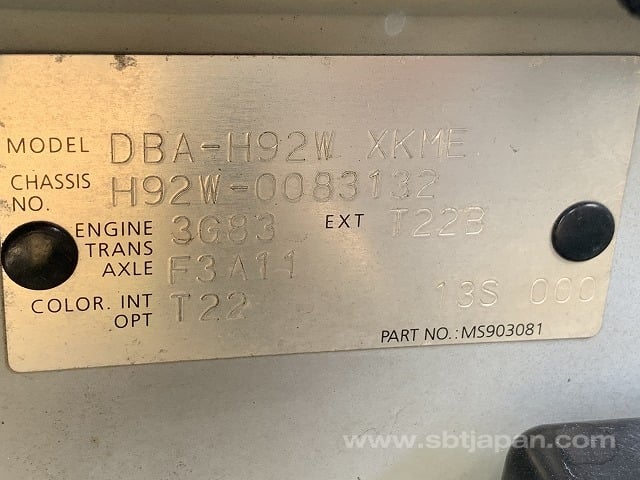 MODEL DBA-H92W XKME
CHASSIS NO. H92W-0083132
ENGINE 3G83 EXT T22B
TRANS AXLE F3A11
COLOR. INT T22 13S 000
OPT
PART NO.:MS903081
www.sbtjapan.com